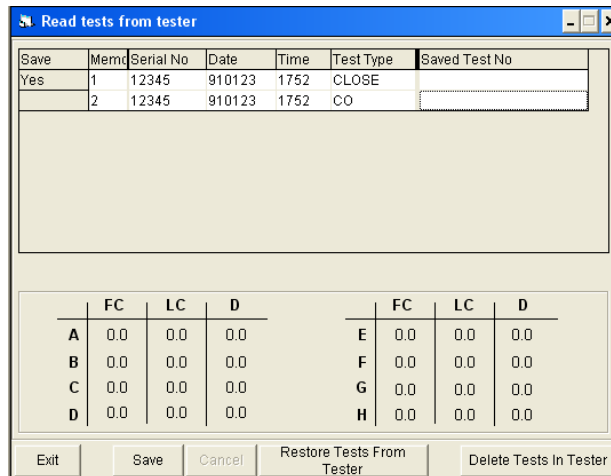 Read tests from tester
Save Memo Serial No Date Time Test Type Saved Test No
Yes 1 12345 910123 1752 CLOSE
2 12345 910123 1752 CO
FC LC D FC LC D
A 0.0 0.0 0.0 E 0.0 0.0 0.0
B 0.0 0.0 0.0 F 0.0 0.0 0.0
C 0.0 0.0 0.0 G 0.0 0.0 0.0
D 0.0 0.0 0.0 H 0.0 0.0 0.0
Exit Save Cancel Restore Tests From Tester Delete Tests In Tester